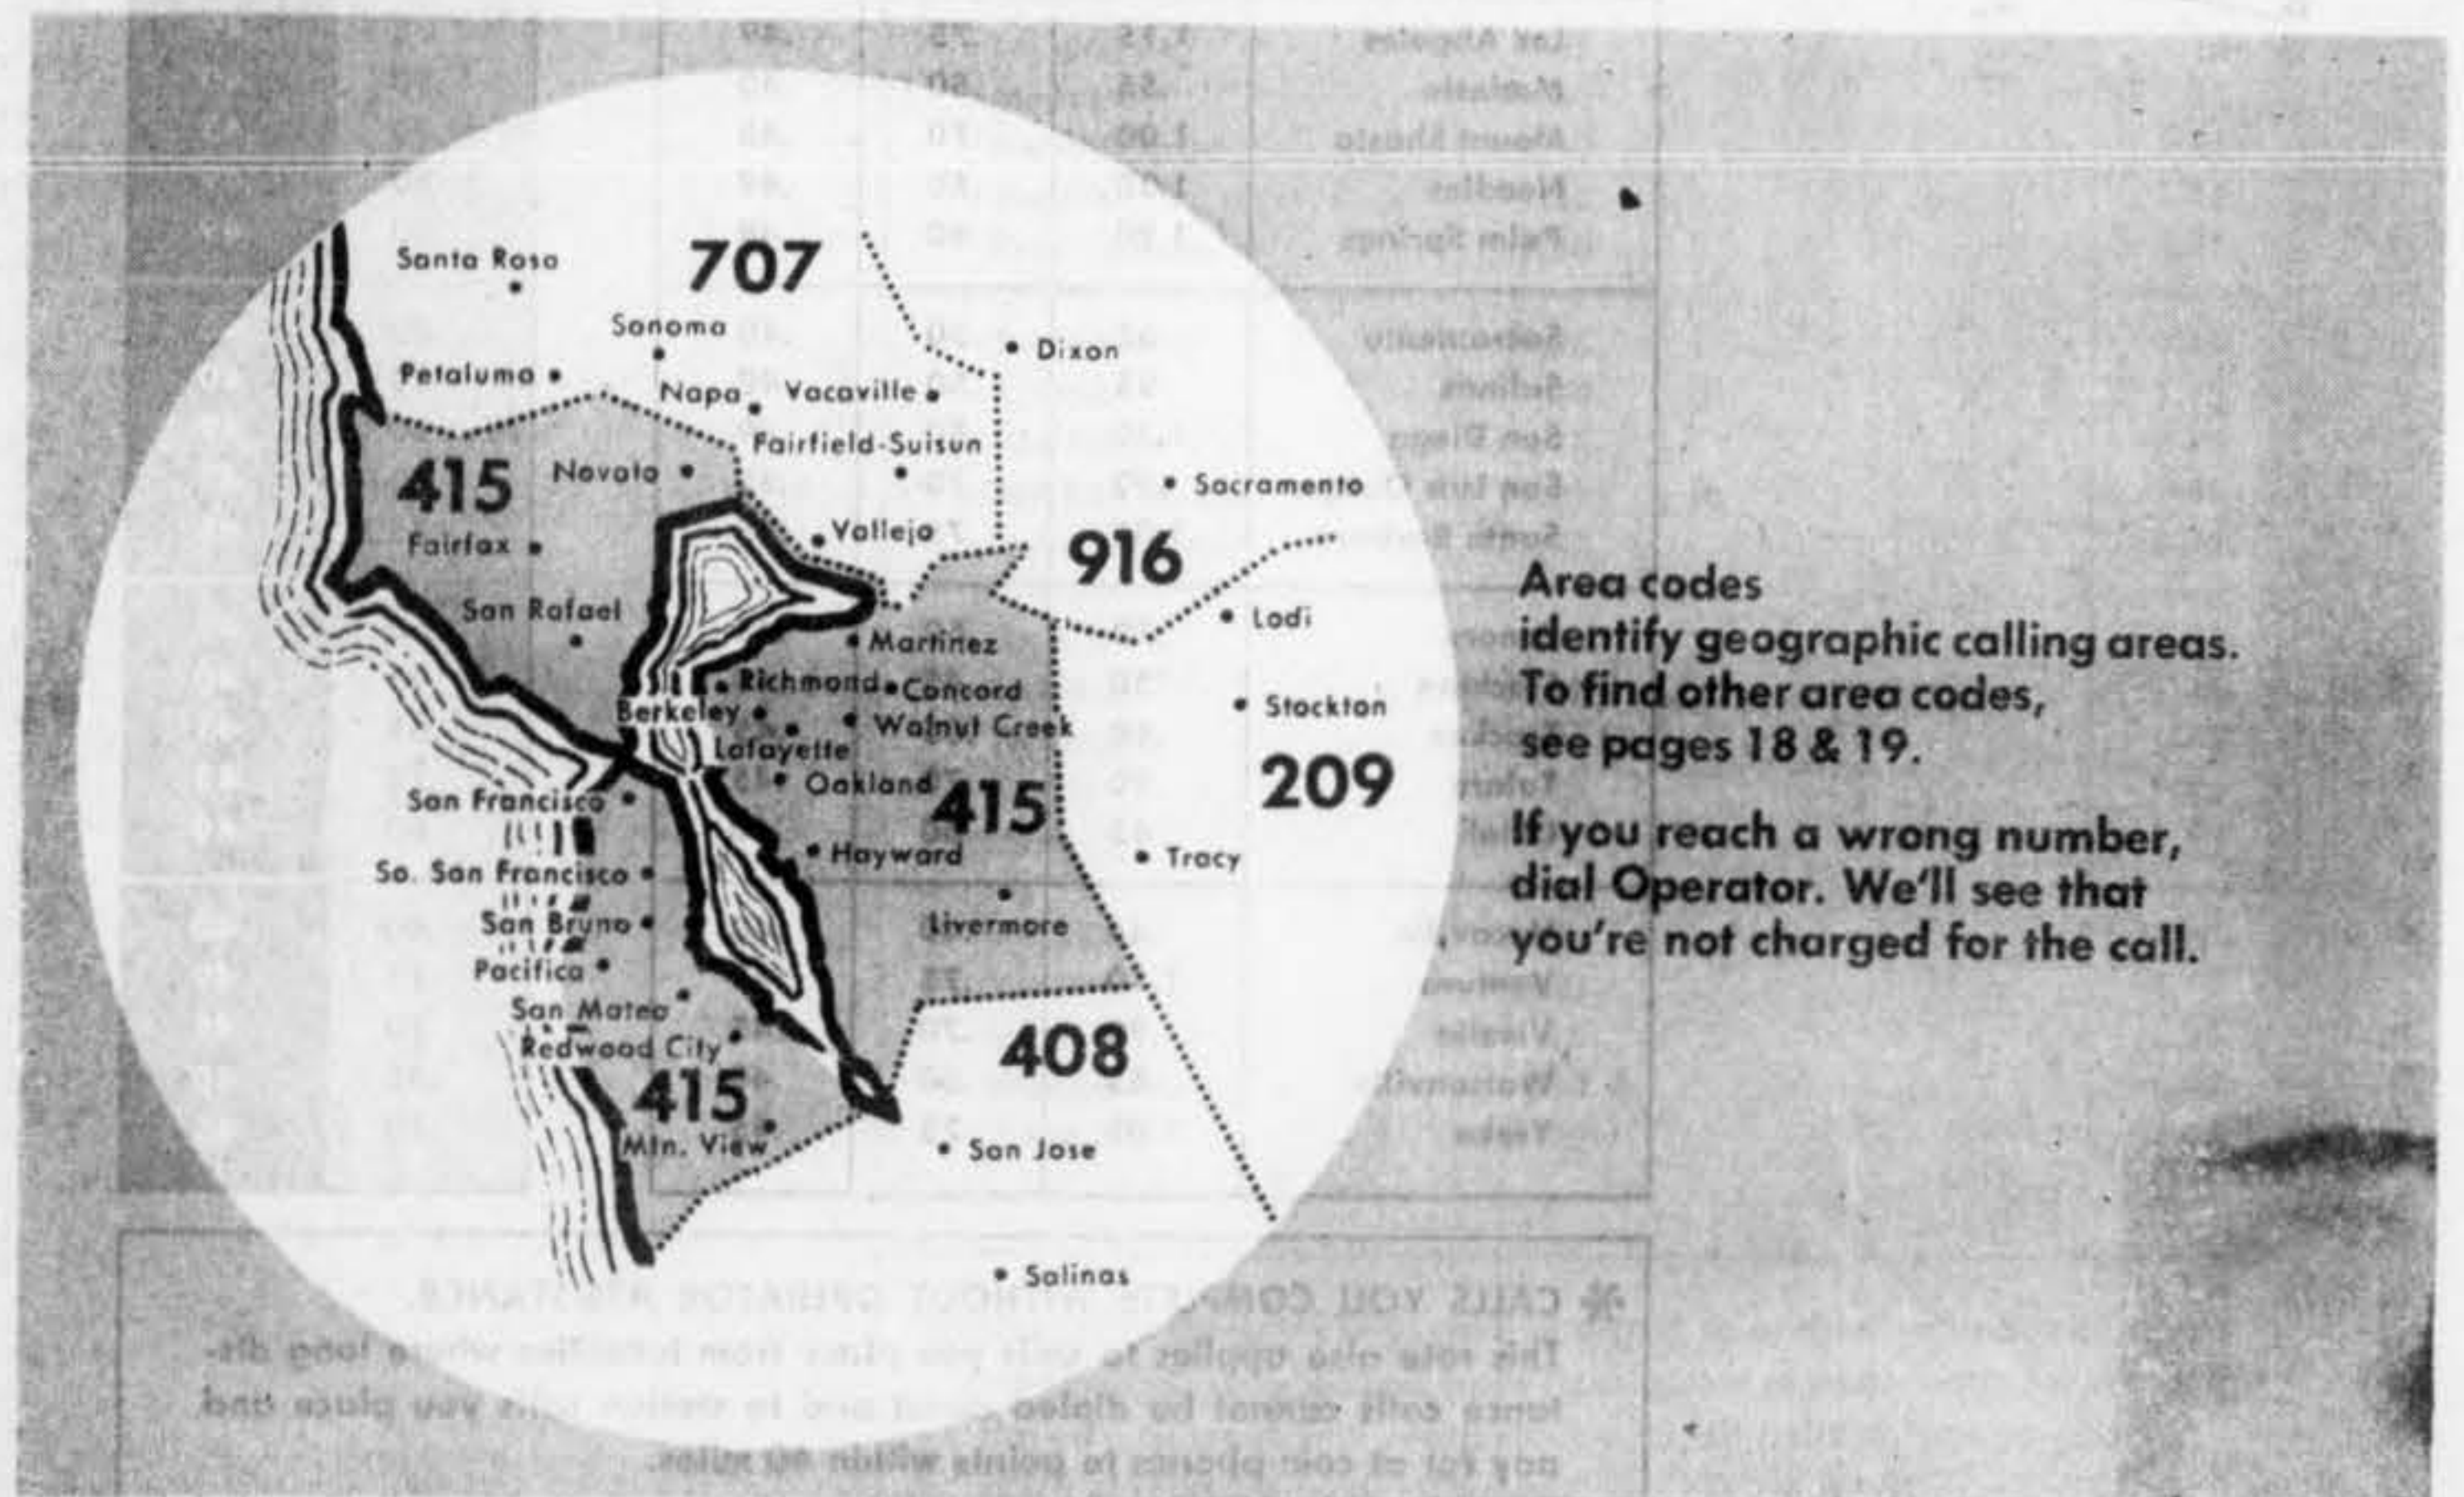 Santa Rosa
707
Sonoma
Dixon
Petaluma
Napa
Vacaville
Fairfield-Suisun
415
Novato
Sacramento
Vallejo
916
Fairfax
San Rafael
Lodi
Martinez
Richmond
Concord
Berkeley
Walnut Creek
Stockton
Lafayette
Oakland
415
209
San Francisco
Hayward
Tracy
So. San Francisco
San Bruno
Livermore
Pacifica
San Mateo
Redwood City
408
415
Mtn. View
San Jose
Salinas
Area codes
identify geographic calling areas.
To find other area codes,
see pages 18 & 19.
If you reach a wrong number,
dial Operator. We'll see that
you're not charged for the call.